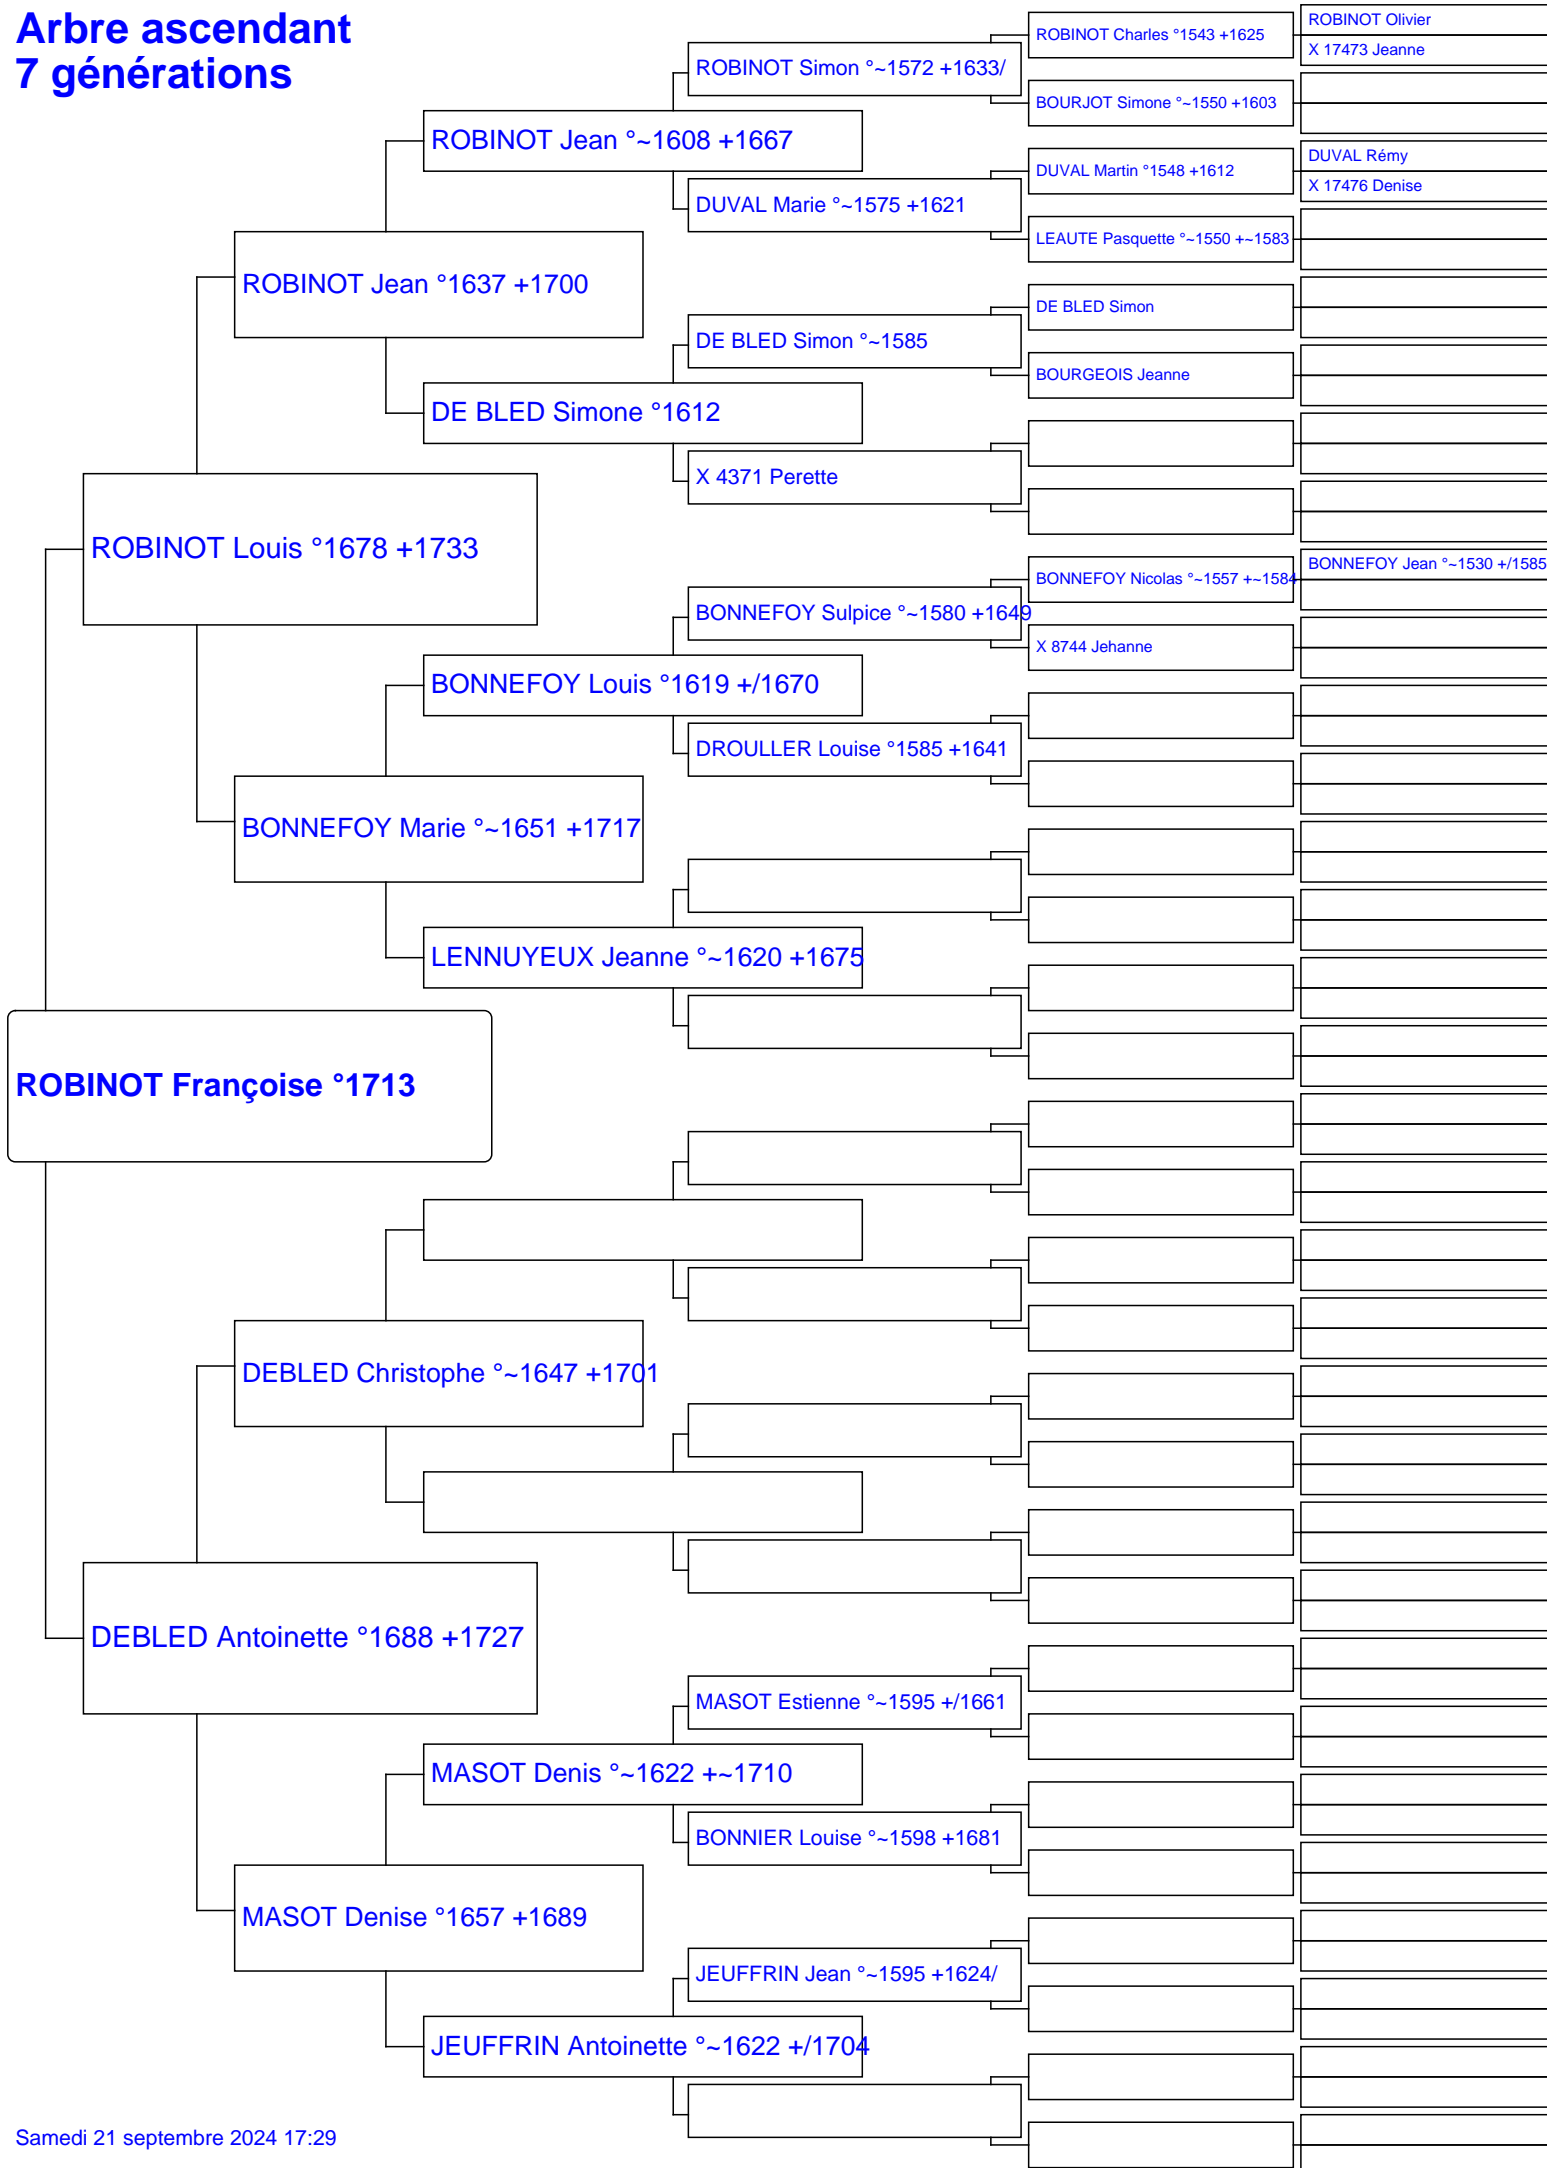 Arbre ascendant
7 générations
ROBINOT Olivier
ROBINOT Charles °1543 +1625
X 17473 Jeanne
ROBINOT Simon °~1572 +1633/
BOURJOT Simone °~1550 +1603
ROBINOT Jean °~1608 +1667
DUVAL Rémy
DUVAL Martin °1548 +1612
X 17476 Denise
DUVAL Marie °~1575 +1621
LEAUTE Pasquette °~1550 +~1583
ROBINOT Jean °1637 +1700
DE BLED Simon
DE BLED Simon °~1585
BOURGEOIS Jeanne
DE BLED Simone °1612
X 4371 Perette
ROBINOT Louis °1678 +1733
BONNEFOY Jean °~1530 +/1585
BONNEFOY Nicolas °~1557 +~1584
BONNEFOY Sulpice °~1580 +1649
X 8744 Jehanne
BONNEFOY Louis °1619 +/1670
DROULLER Louise °1585 +1641
BONNEFOY Marie °~1651 +1717
LENNUYEUX Jeanne °~1620 +1675
ROBINOT Françoise °1713
DEBLED Christophe °~1647 +1701
DEBLED Antoinette °1688 +1727
MASOT Estienne °~1595 +/1661
MASOT Denis °~1622 +~1710
BONNIER Louise °~1598 +1681
MASOT Denise °1657 +1689
JEUFFRIN Jean °~1595 +1624/
JEUFFRIN Antoinette °~1622 +/1704
Samedi 21 septembre 2024 17:29